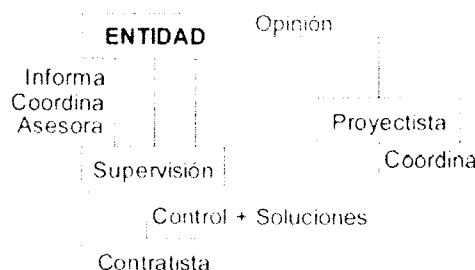 ENTIDAD
Opinión
Informa
Coordina
Asesora
Proyectista
Coordina
Supervisión
Control + Soluciones
Contratista